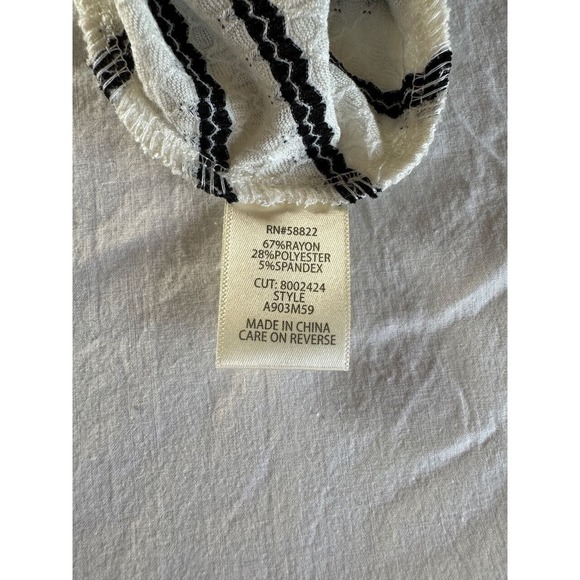 RN#58822
67%RAYON
28%POLYESTER
5%SPANDEX
CUT: 8002424
STYLE
A903M59
MADE IN CHINA
CARE ON REVERSE